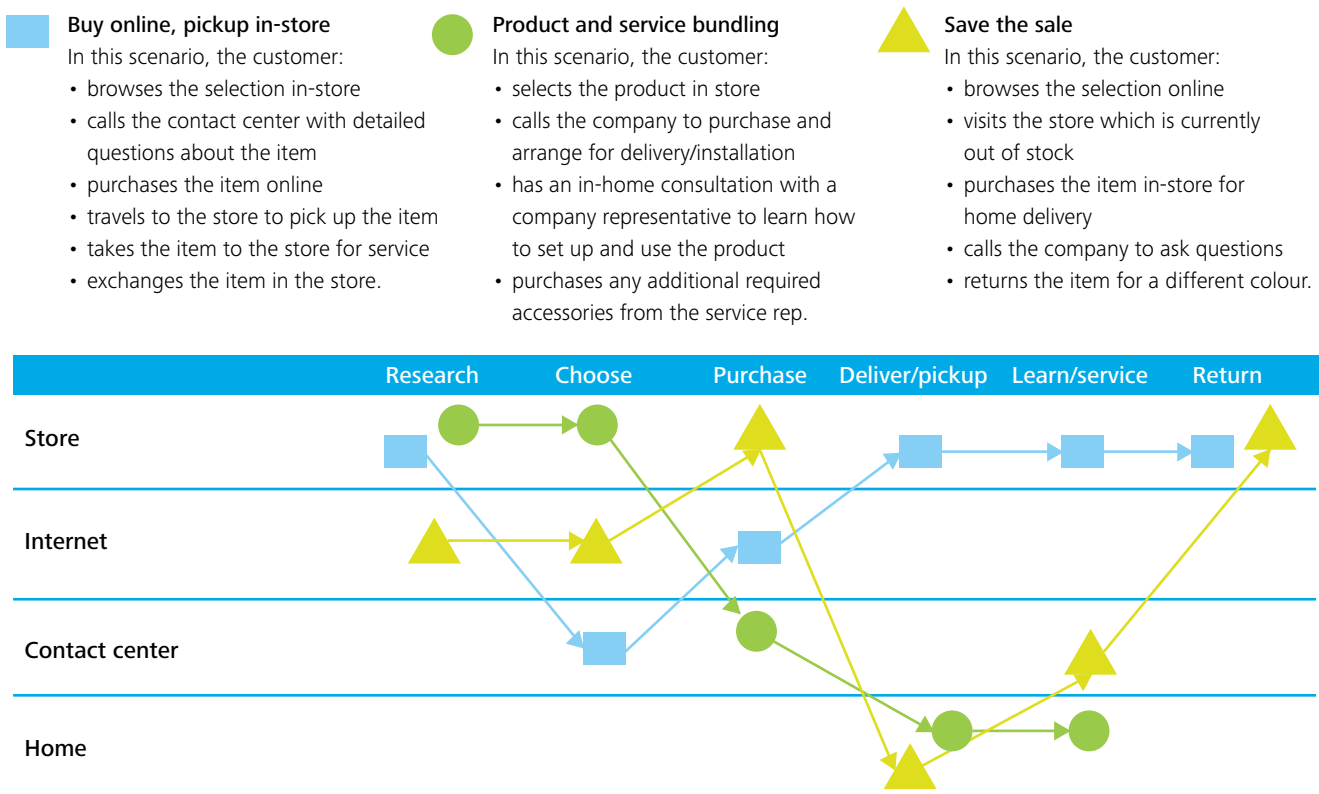 Buy online, pickup in-store
In this scenario, the customer:
• browses the selection in-store
• calls the contact center with detailed
questions about the item
• purchases the item online
• travels to the store to pick up the item
• takes the item to the store for service
• exchanges the item in the store.
Product and service bundling
In this scenario, the customer:
• selects the product in store
• calls the company to purchase and
arrange for delivery/installation
• has an in-home consultation with a
company representative to learn how
to set up and use the product
• purchases any additional required
accessories from the service rep.
Save the sale
In this scenario, the customer:
• browses the selection online
• visits the store which is currently
out of stock
• purchases the item in-store for
home delivery
• calls the company to ask questions
• returns the item for a different colour.
Research Choose Purchase Deliver/pickup Learn/service Return
Store
Internet
Contact center
Home